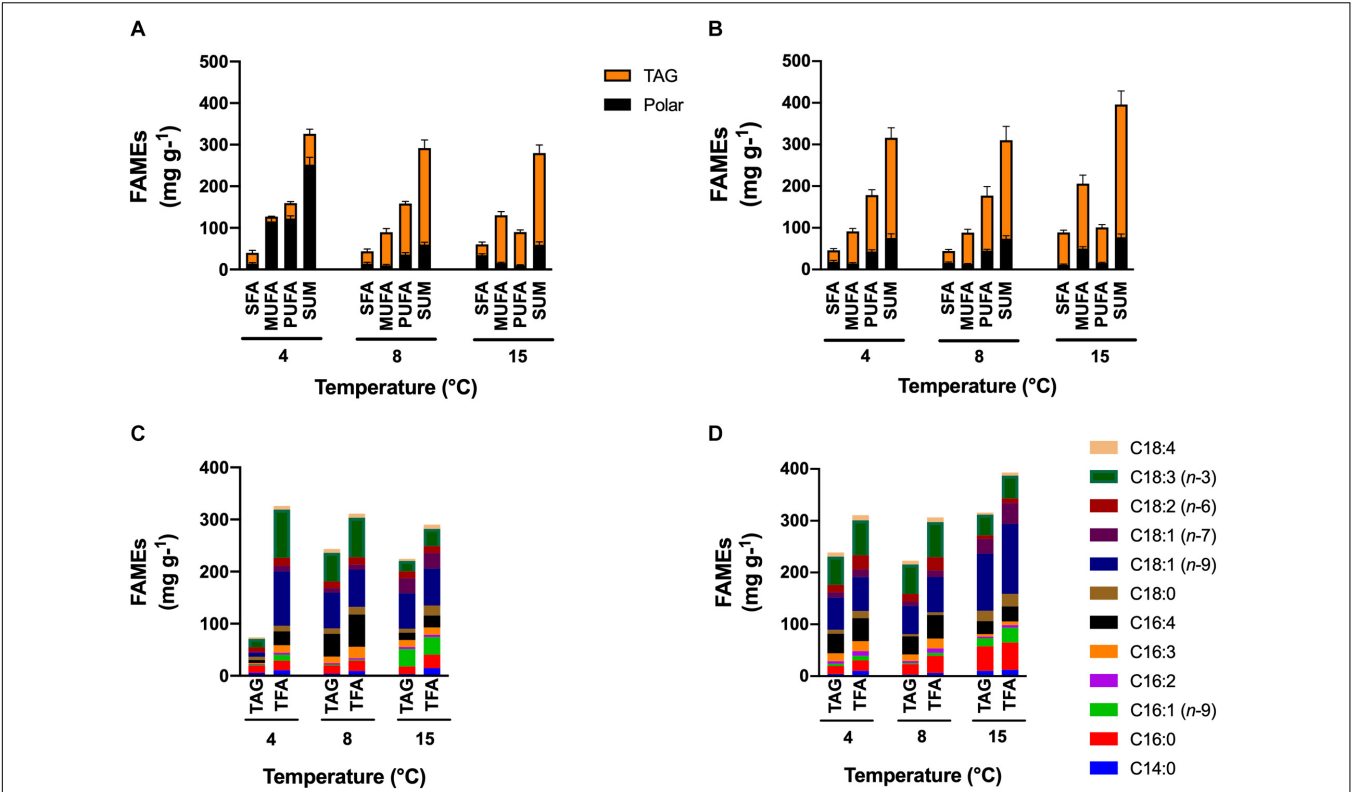 A
FAMEs
(mg g-1)
500
400
300
200
100
0
SFA
MUFA
PUFA
SUM
SFA
MUFA
PUFA
SUM
SFA
MUFA
PUFA
SUM
4
8
15
Temperature (°C)
TAG
Polar
B
FAMEs
(mg g-1)
500
400
300
200
100
0
SFA
MUFA
PUFA
SUM
SFA
MUFA
PUFA
SUM
SFA
MUFA
PUFA
SUM
4
8
15
Temperature (°C)
C
FAMEs
(mg g-1)
400
300
200
100
0
TAG
TFA
TAG
TFA
TAG
TFA
4
8
15
Temperature (°C)
D
FAMEs
(mg g-1)
400
300
200
100
0
TAG
TFA
TAG
TFA
TAG
TFA
4
8
15
Temperature (°C)
C18:4
C18:3 (n-3)
C18:2 (n-6)
C18:1 (n-7)
C18:1 (n-9)
C18:0
C16:4
C16:3
C16:2
C16:1 (n-9)
C16:0
C14:0